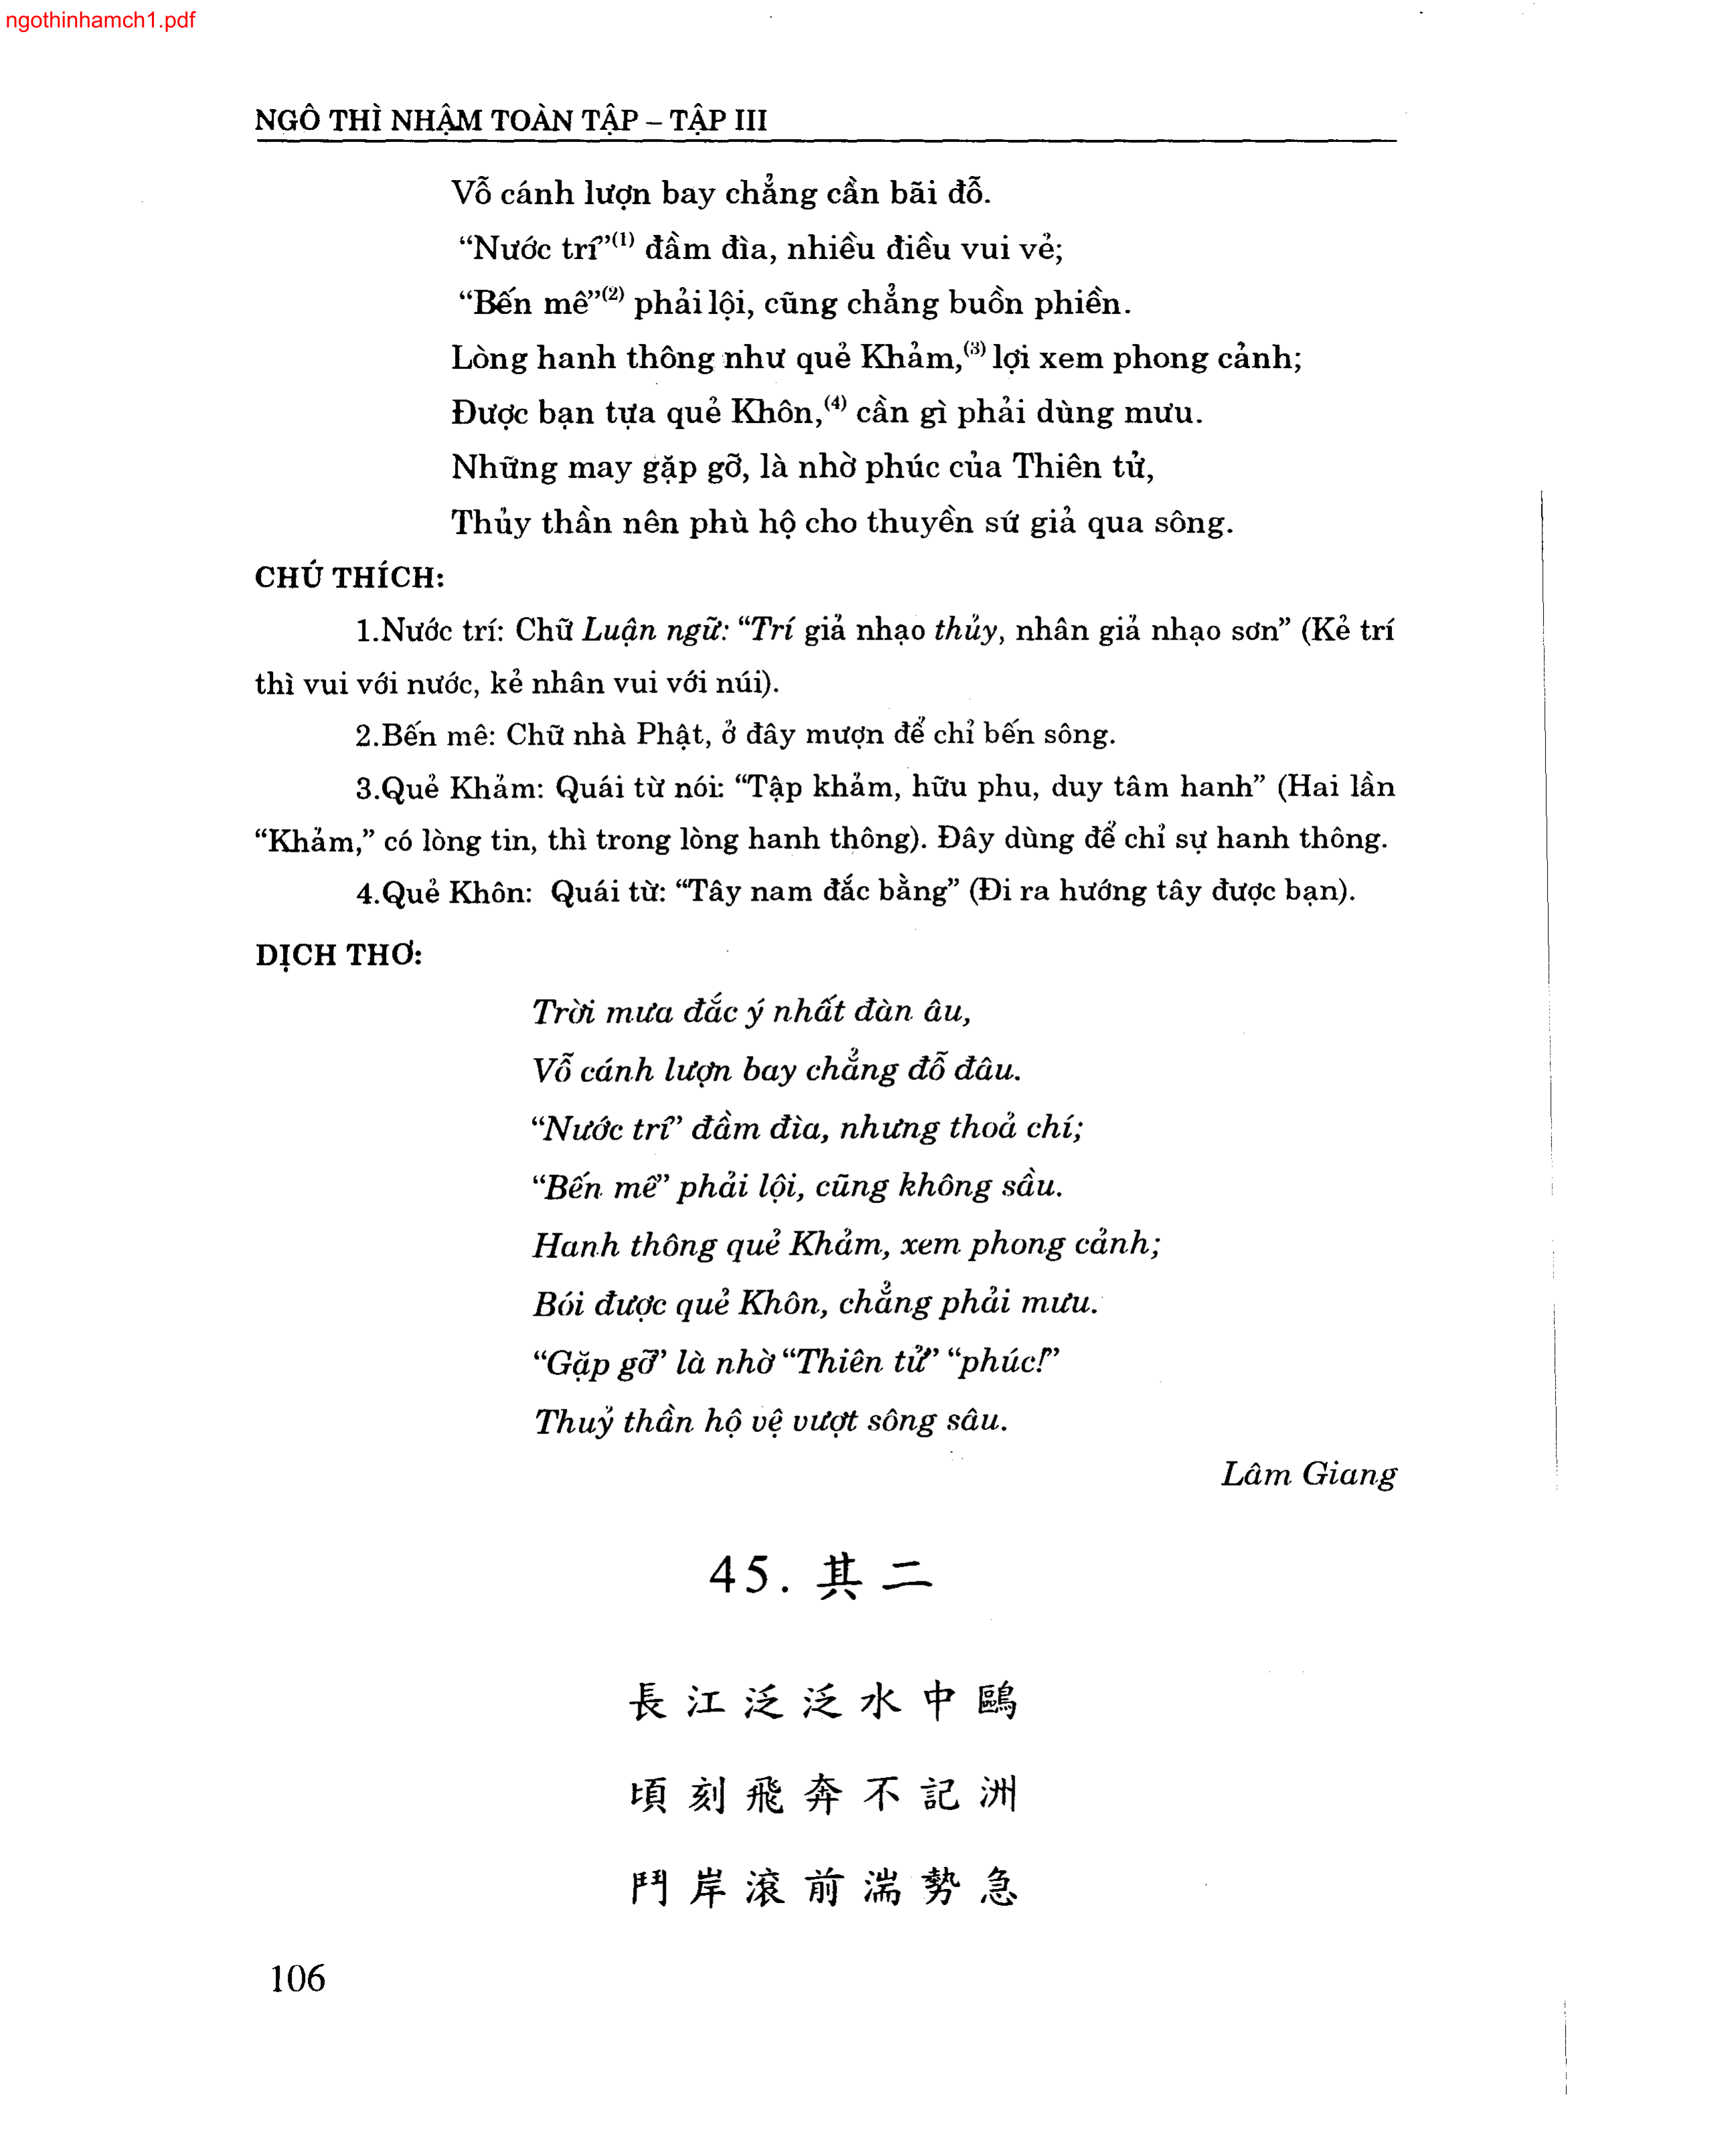 ngothinhamch1.pdf
NGÔ THÌ NHẬM TOÀN TẬP – TẬP III
Vỗ cánh lượn bay chẳng cần bãi đỗ.
“Nước trí”(1) đầm đìa, nhiều điều vui vẻ;
“Bến mê”(2) phải lội, cũng chẳng buồn phiền.
Lòng hanh thông như quẻ Khảm,(3) lợi xem phong cảnh;
Được bạn tựa quẻ Khôn,(4) cần gì phải dùng mưu.
Những may gặp gỡ, là nhờ phúc của Thiên tử,
Thủy thần nên phù hộ cho thuyền sứ giả qua sông.
CHÚ THÍCH:
1.Nước trí: Chữ Luận ngữ: “Trí giả nhạo thủy, nhân giả nhạo sơn” (Kẻ trí
thì vui với nước, kẻ nhân vui với núi).
2.Bến mê: Chữ nhà Phật, ở đây mượn để chỉ bến sông.
3.Quẻ Khảm: Quái từ nói: “Tập khảm, hữu phu, duy tâm hanh” (Hai lần
“Khảm,” có lòng tin, thì trong lòng hanh thông). Đây dùng để chỉ sự hanh thông.
4.Quẻ Khôn: Quái từ: “Tây nam đắc bằng” (Đi ra hướng tây được bạn).
DỊCH THƠ:
Trời mưa đắc ý nhất đàn âu,
Vỗ cánh lượn bay chẳng đỗ đâu.
“Nước trí” đầm đìa, nhưng thoả chí;
“Bến mê” phải lội, cũng không sầu.
Hanh thông quẻ Khảm, xem phong cảnh;
Bói được quẻ Khôn, chẳng phải mưu.
“Gặp gỡ” là nhờ “Thiên tử” “phúc!”
Thuỷ thần hộ vệ vượt sông sâu.
Lâm Giang
45. 其二
長江泛泛水中鷗
頃刻飛奔不記洲
鬥岸滾前湍勢急
106